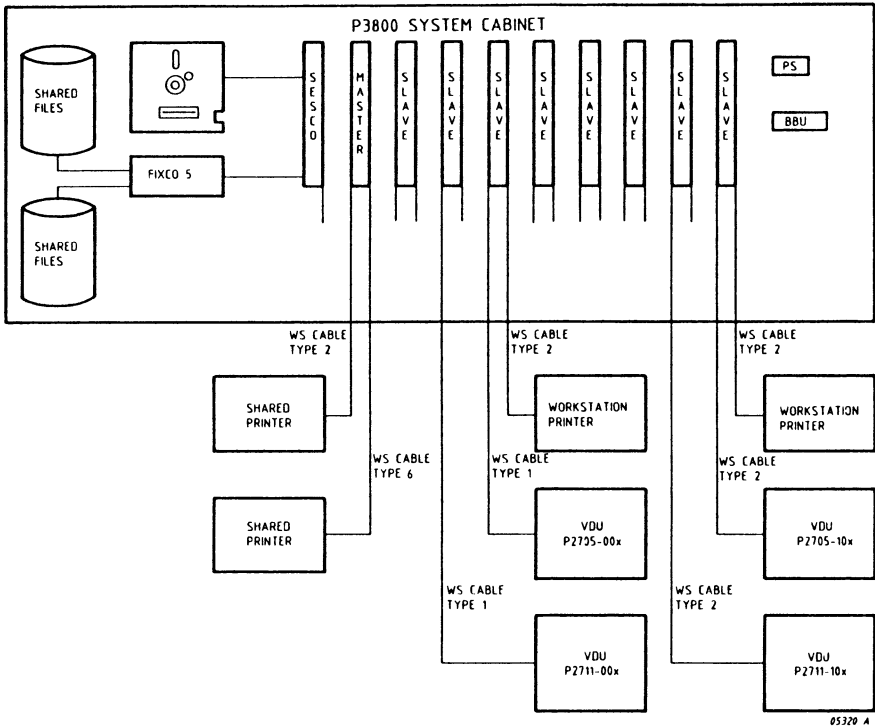 P3800 SYSTEM CABINET
SHARED
FILES
SESCO
MASTER
SLAVE
SLAVE
SLAVE
SLAVE
SLAVE
SLAVE
SLAVE
SLAVE
PS
BBU
FIXCO 5
SHARED
FILES
WS CABLE
TYPE 2
WS CABLE
TYPE 2
WS CABLE
TYPE 2
SHARED
PRINTER
WORKSTATION
PRINTER
WORKSTATION
PRINTER
WS CABLE
TYPE 6
WS CABLE
TYPE 1
WS CABLE
TYPE 2
SHARED
PRINTER
VDU
P2705-00x
VDU
P2705-10x
WS CABLE
TYPE 1
WS CABLE
TYPE 2
VDU
P2711-00x
VDU
P2711-10x
05320 A